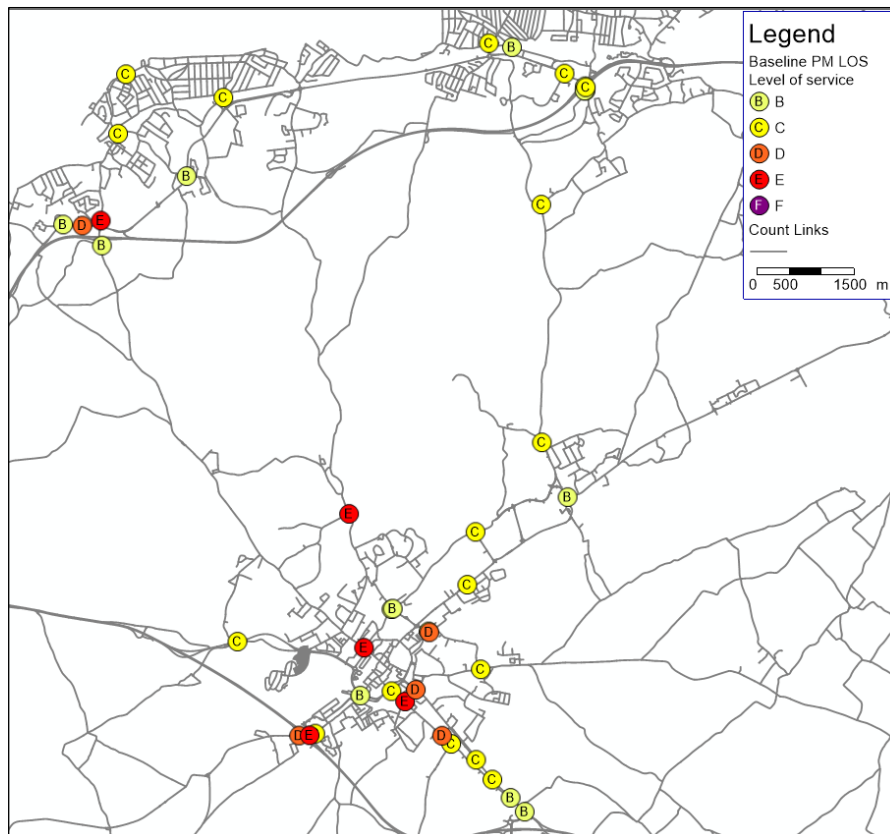 Legend
Baseline PM LOS
Level of service
B B
C C
D D
E E
F F
Count Links
0 500 1500 m
C B
C C
C
C
C
B
C
B D E
B
C
B
E
C
C
B
D
C
E
C
B C D
E
D E
D
C
C
C
B
B